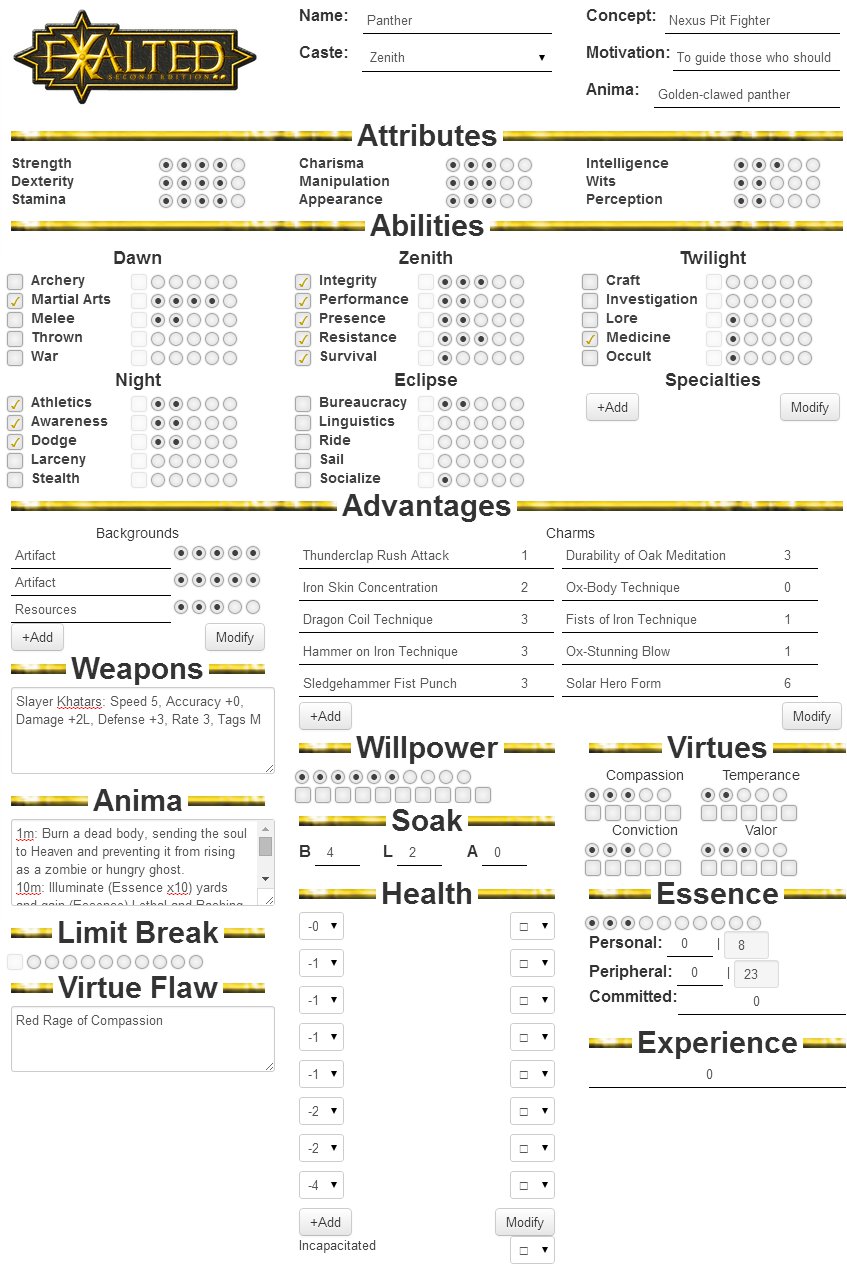 EXALTED
SECOND EDITION
Name: Panther
Caste: Zenith
Concept: Nexus Pit Fighter
Motivation: To guide those who should
Anima: Golden-clawed panther
Attributes
Strength Charisma Intelligence
Dexterity Manipulation Wits
Stamina Appearance Perception
Abilities
Dawn
Archery
Martial Arts
Melee
Thrown
War
Zenith
Integrity
Performance
Presence
Resistance
Survival
Twilight
Craft
Investigation
Lore
Medicine
Occult
Night
Athletics
Awareness
Dodge
Larceny
Stealth
Eclipse
Bureaucracy
Linguistics
Ride
Sail
Socialize
Specialties
+Add Modify
Advantages
Backgrounds
Artifact
Artifact
Resources
+Add Modify
Charms
Thunderclap Rush Attack 1 Durability of Oak Meditation 3
Iron Skin Concentration 2 Ox-Body Technique 0
Dragon Coil Technique 3 Fists of Iron Technique 1
Hammer on Iron Technique 3 Ox-Stunning Blow 1
Sledgehammer Fist Punch 3 Solar Hero Form 6
+Add Modify
Weapons
Slayer Khatars: Speed 5, Accuracy +0,
Damage +2L, Defense +3, Rate 3, Tags M
Anima
1m: Burn a dead body, sending the soul
to Heaven and preventing it from rising
as a zombie or hungry ghost.
10m: Illuminate (Essence x10) yards
and gain (Essence) Lethal and Bashing
Limit Break
Virtue Flaw
Red Rage of Compassion
Willpower
Soak
B 4 L 2 A 0
Health
-0
-1
-1
-1
-1
-2
-2
-4
+Add Modify
Incapacitated
Virtues
Compassion Temperance
Conviction Valor
Essence
Personal: 0 | 8
Peripheral: 0 | 23
Committed: 0
Experience
0